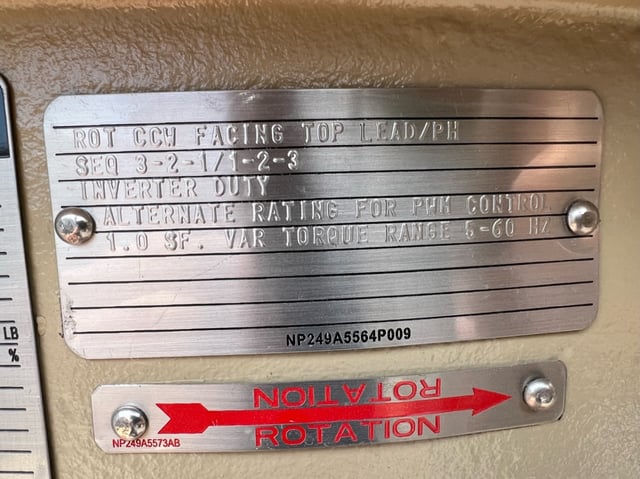 ROT CCW FACING TOP LEAD/PH
SEQ 3-2-1/1-2-3
INVERTER DUTY
ALTERNATE RATING FOR PWM CONTROL
1.0 SF. VAR TORQUE RANGE 5-60 HZ
NP249A5564P009
LB
%
ROTATION
ROTATION
NP249A5573AB